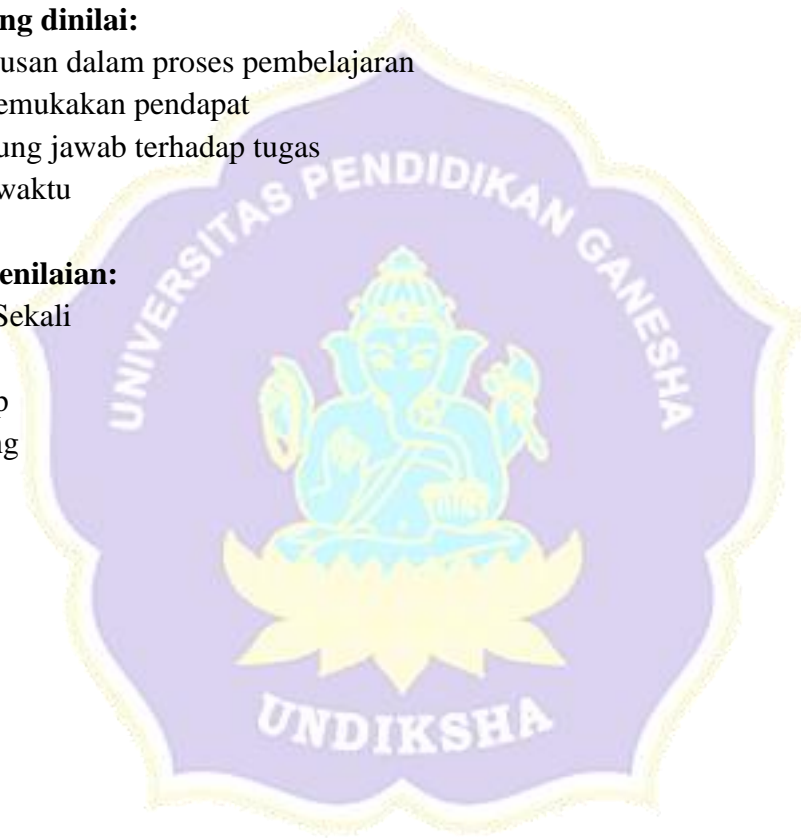 ng dinilai:
usan dalam proses pembelajaran
emukakan pendapat
ung jawab terhadap tugas
waktu
enilaian:
Sekali
p
ng
UNIVERSITAS PENDIDIKAN GANESHA
UNDIKSHA